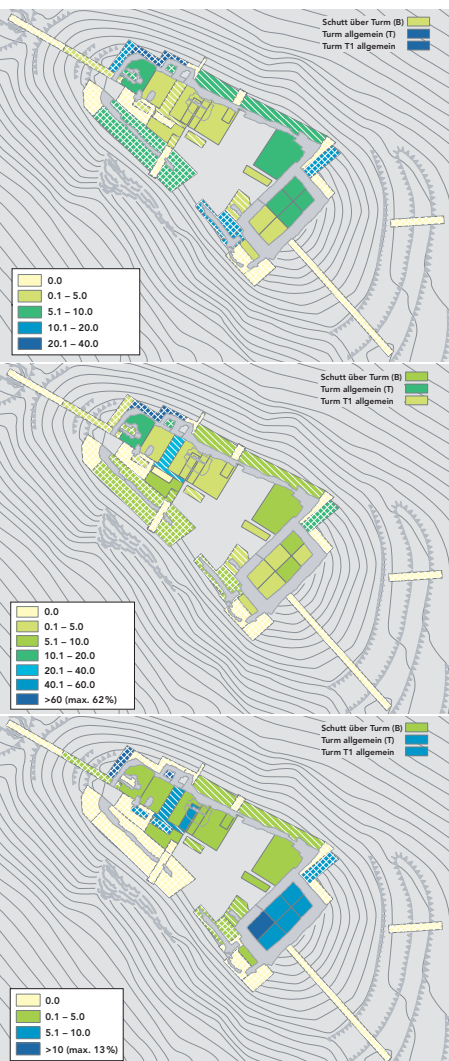 Schutt über Turm (B)
Turm allgemein (T)
Turm T1 allgemein
0.0
0.1 – 5.0
5.1 – 10.0
10.1 – 20.0
20.1 – 40.0
Schutt über Turm (B)
Turm allgemein (T)
Turm T1 allgemein
0.0
0.1 – 5.0
5.1 – 10.0
10.1 – 20.0
20.1 – 40.0
40.1 – 60.0
>60 (max. 62%)
Schutt über Turm (B)
Turm allgemein (T)
Turm T1 allgemein
0.0
0.1 – 5.0
5.1 – 10.0
>10 (max. 13%)